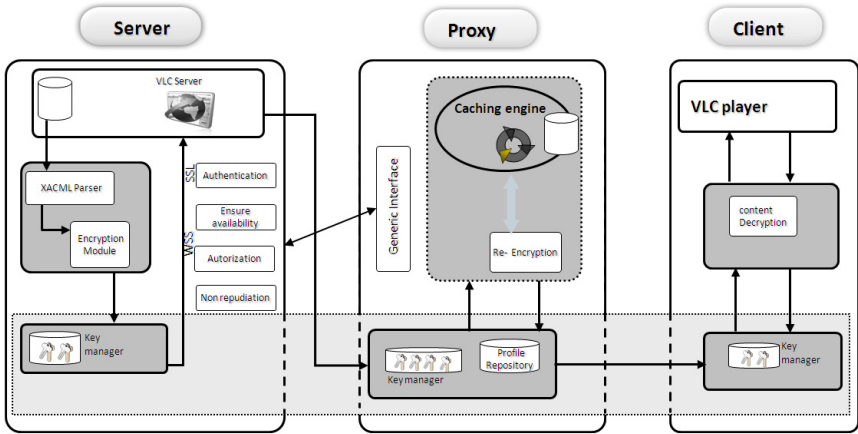 Server
Proxy
Client
VLC Server
SSL
Authentication
XACML Parser
Ensure
availability
Encryption
Module
WSS
Autorization
Non repudiation
Key
manager
Generic Interface
Caching engine
Re- Encryption
Key manager
Profile
Repository
VLC player
content
Decryption
Key
manager